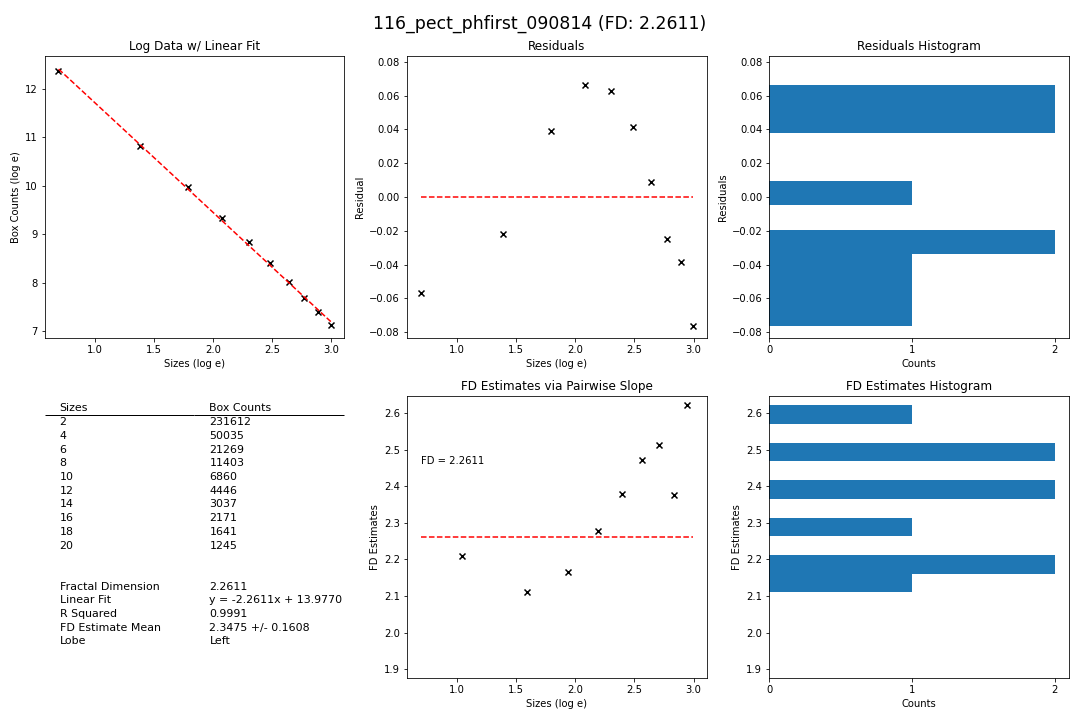 116_pect_phfirst_090814 (FD: 2.2611)
Log Data w/ Linear Fit
12
11
10
9
8
7
Box Counts (log e)
1.0 1.5 2.0 2.5 3.0
Sizes (log e)
Residuals
0.08
0.06
0.04
0.02
0.00
−0.02
−0.04
−0.06
−0.08
Residual
1.0 1.5 2.0 2.5 3.0
Sizes (log e)
Residuals Histogram
0.08
0.06
0.04
0.02
0.00
−0.02
−0.04
−0.06
−0.08
Residuals
0 1 2
Counts
Sizes Box Counts
2 231612
4 50035
6 21269
8 11403
10 6860
12 4446
14 3037
16 2171
18 1641
20 1245
Fractal Dimension 2.2611
Linear Fit y = -2.2611x + 13.9770
R Squared 0.9991
FD Estimate Mean 2.3475 +/- 0.1608
Lobe Left
FD Estimates via Pairwise Slope
2.6
2.5
2.4
2.3
2.2
2.1
2.0
1.9
FD Estimates
FD = 2.2611
1.0 1.5 2.0 2.5 3.0
Sizes (log e)
FD Estimates Histogram
2.6
2.5
2.4
2.3
2.2
2.1
2.0
1.9
FD Estimates
0 1 2
Counts